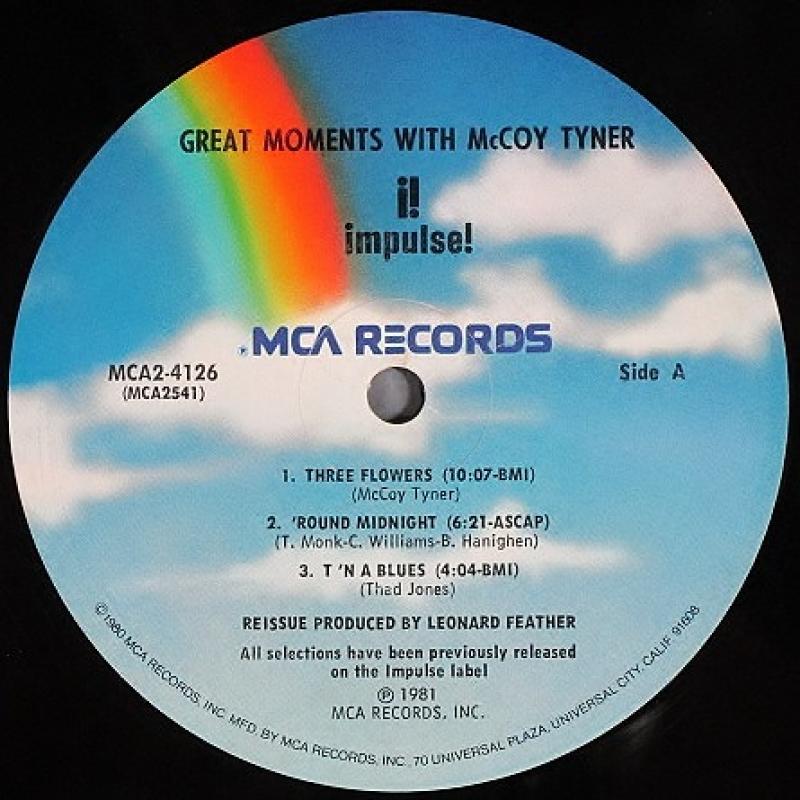 GREAT MOMENTS WITH McCOY TYNER
i!
impulse!
MCA RECORDS
MCA2-4126
(MCA2541)
Side A
1. THREE FLOWERS (10:07-BMI)
(McCoy Tyner)
2. 'ROUND MIDNIGHT (6:21-ASCAP)
(T. Monk-C. Williams-B. Hanighen)
3. T 'N A BLUES (4:04-BMI)
(Thad Jones)
REISSUE PRODUCED BY LEONARD FEATHER
All selections have been previously released
on the Impulse label
℗ 1981
MCA RECORDS, INC.
©1980 MCA RECORDS, INC. MFD. BY MCA RECORDS, INC., 70 UNIVERSAL PLAZA, UNIVERSAL CITY, CALIF. 91608